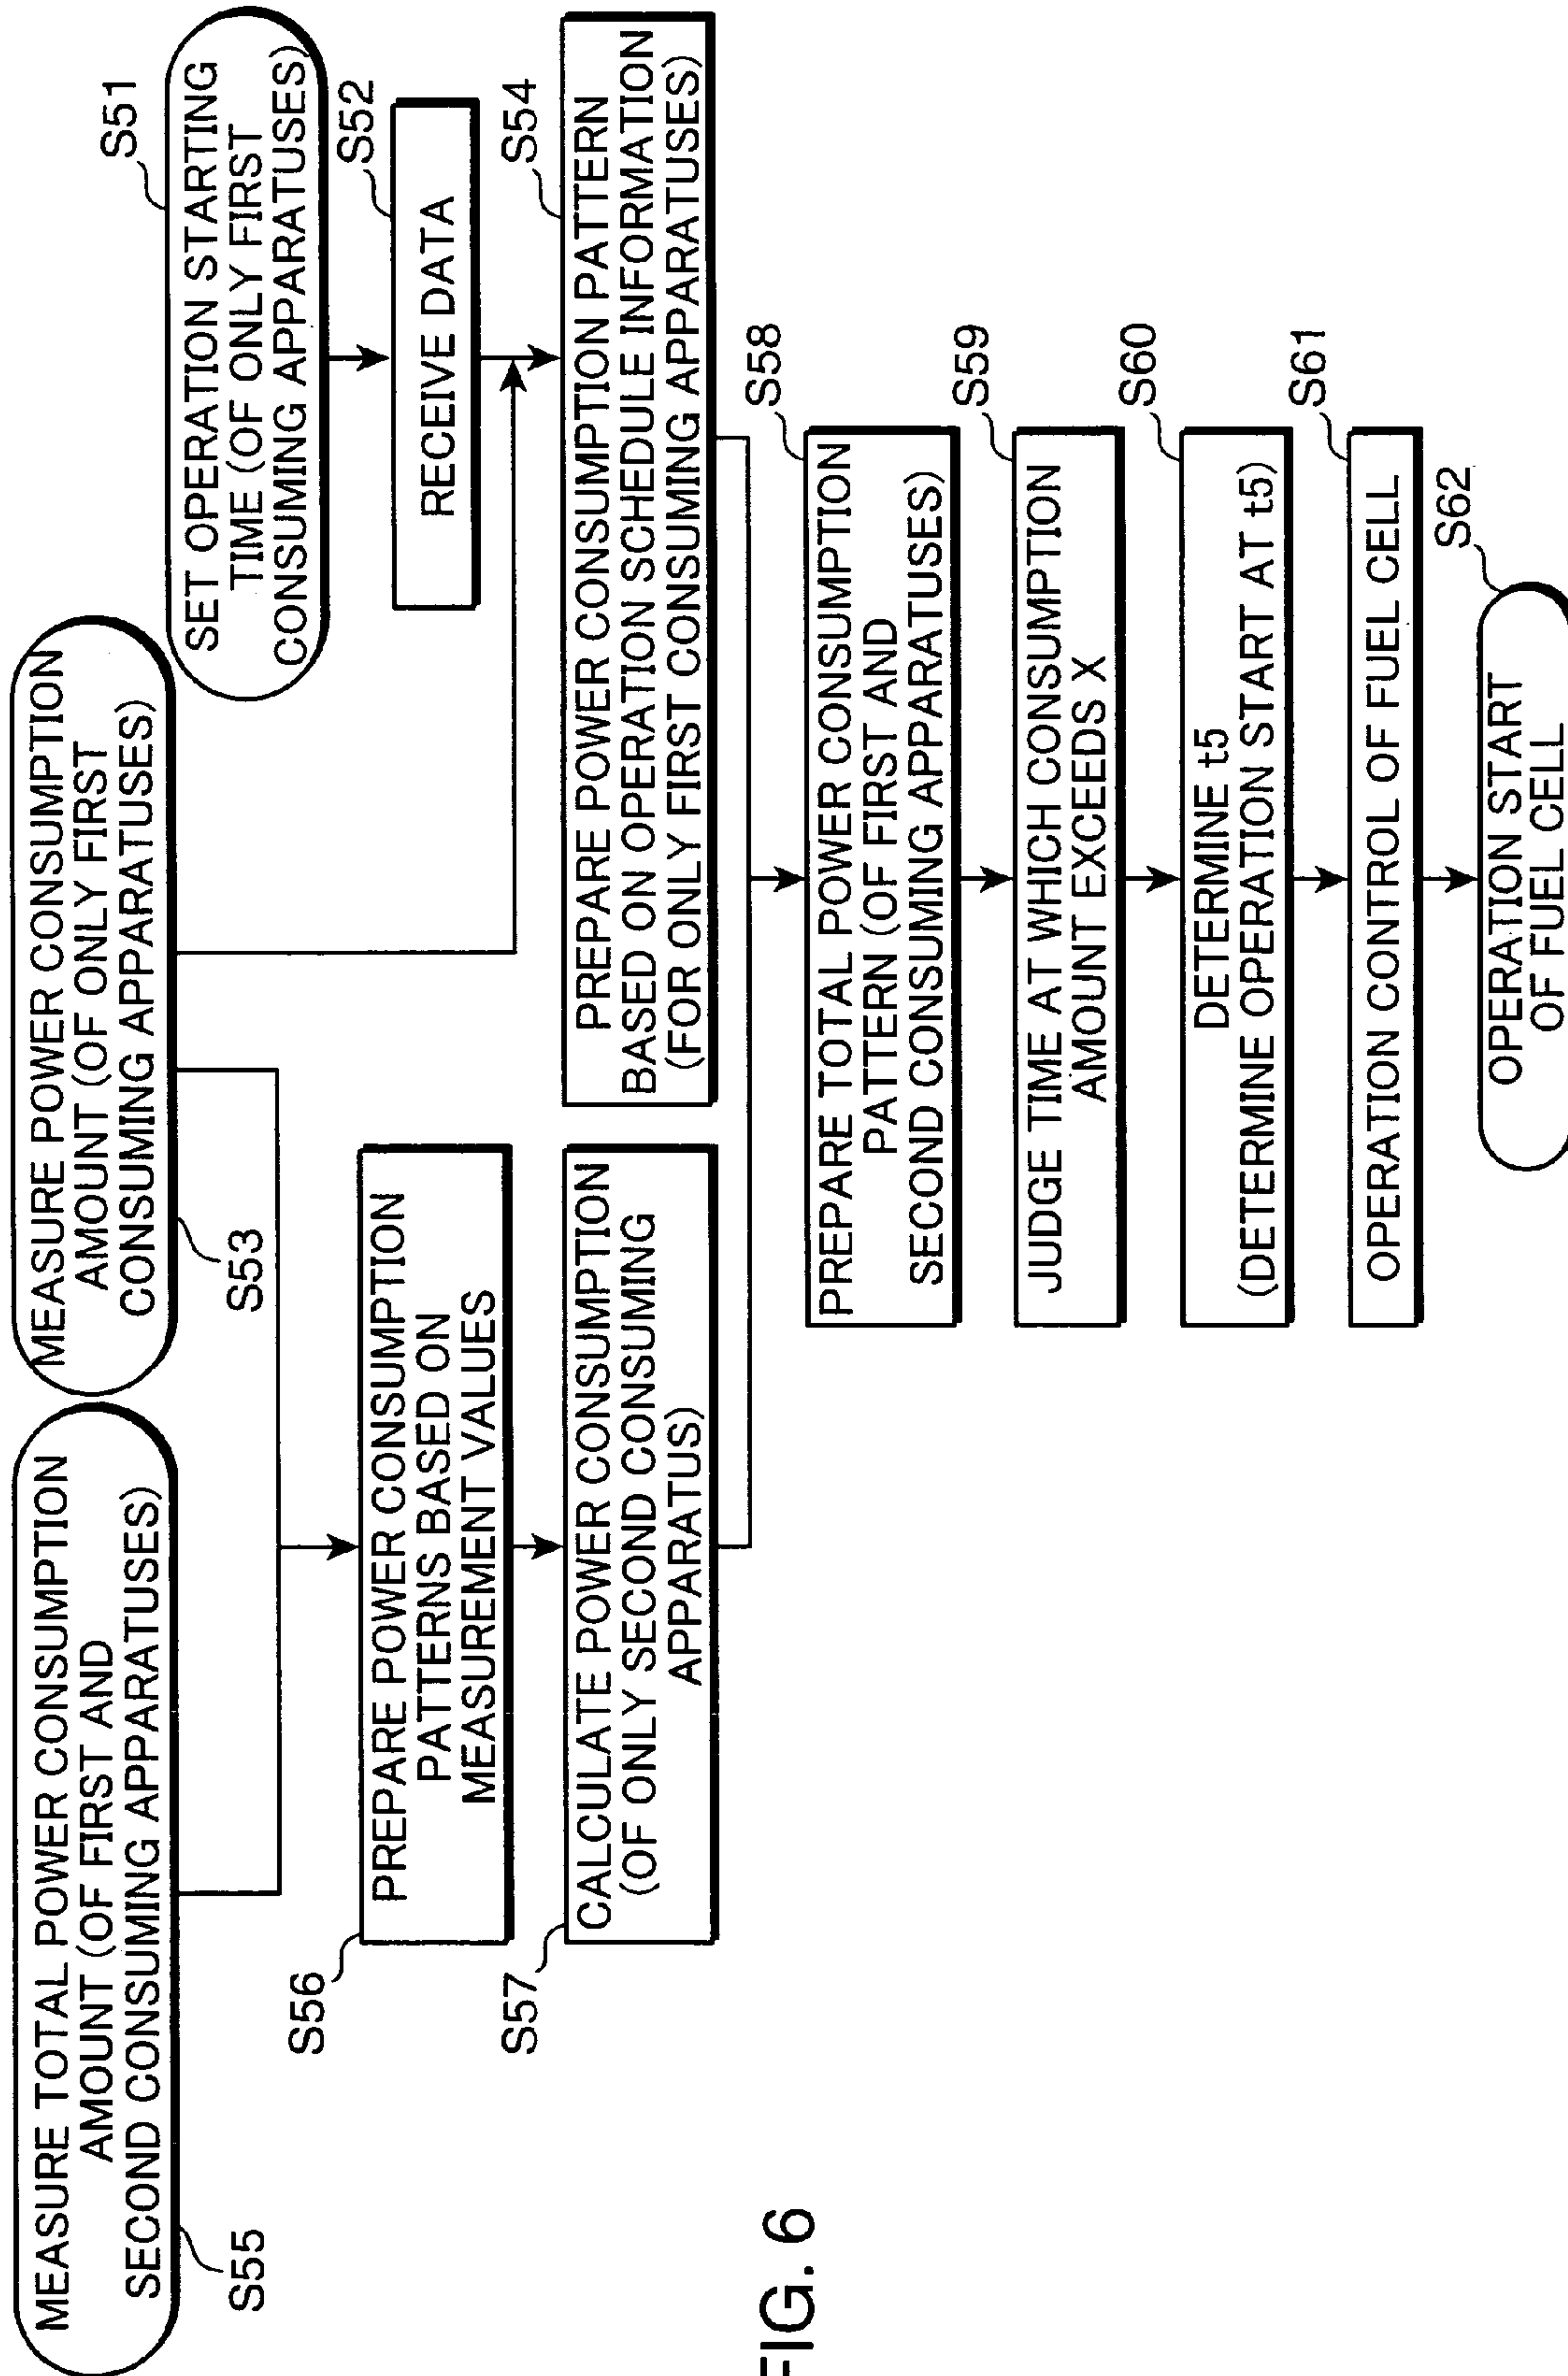 MEASURE TOTAL POWER CONSUMPTION
AMOUNT (OF FIRST AND
SECOND CONSUMING APPARATUSES)
S55
MEASURE POWER CONSUMPTION
AMOUNT (OF ONLY FIRST
CONSUMING APPARATUSES)
S53
SET OPERATION STARTING
TIME (OF ONLY FIRST
CONSUMING APPARATUSES)
S51
RECEIVE DATA
S52
PREPARE POWER CONSUMPTION
PATTERNS BASED ON
MEASUREMENT VALUES
S56
CALCULATE POWER CONSUMPTION
(OF ONLY SECOND CONSUMING
APPARATUS)
S57
PREPARE POWER CONSUMPTION PATTERN
BASED ON OPERATION SCHEDULE INFORMATION
(FOR ONLY FIRST CONSUMING APPARATUSES)
S54
PREPARE TOTAL POWER CONSUMPTION
PATTERN (OF FIRST AND
SECOND CONSUMING APPARATUSES)
S58
JUDGE TIME AT WHICH CONSUMPTION
AMOUNT EXCEEDS X
S59
DETERMINE t5
(DETERMINE OPERATION START AT t5)
S60
OPERATION CONTROL OF FUEL CELL
S61
OPERATION START
OF FUEL CELL
S62
FIG. 6